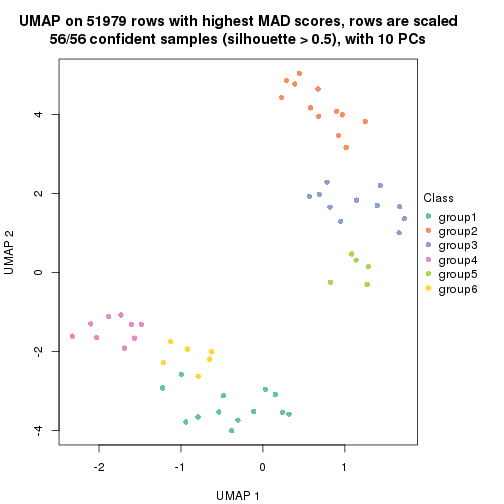 UMAP on 51979 rows with highest MAD scores, rows are scaled
56/56 confident samples (silhouette > 0.5), with 10 PCs
4
2
0
-2
-4
UMAP 2
-2
-1
0
1
UMAP 1
Class
group1
group2
group3
group4
group5
group6